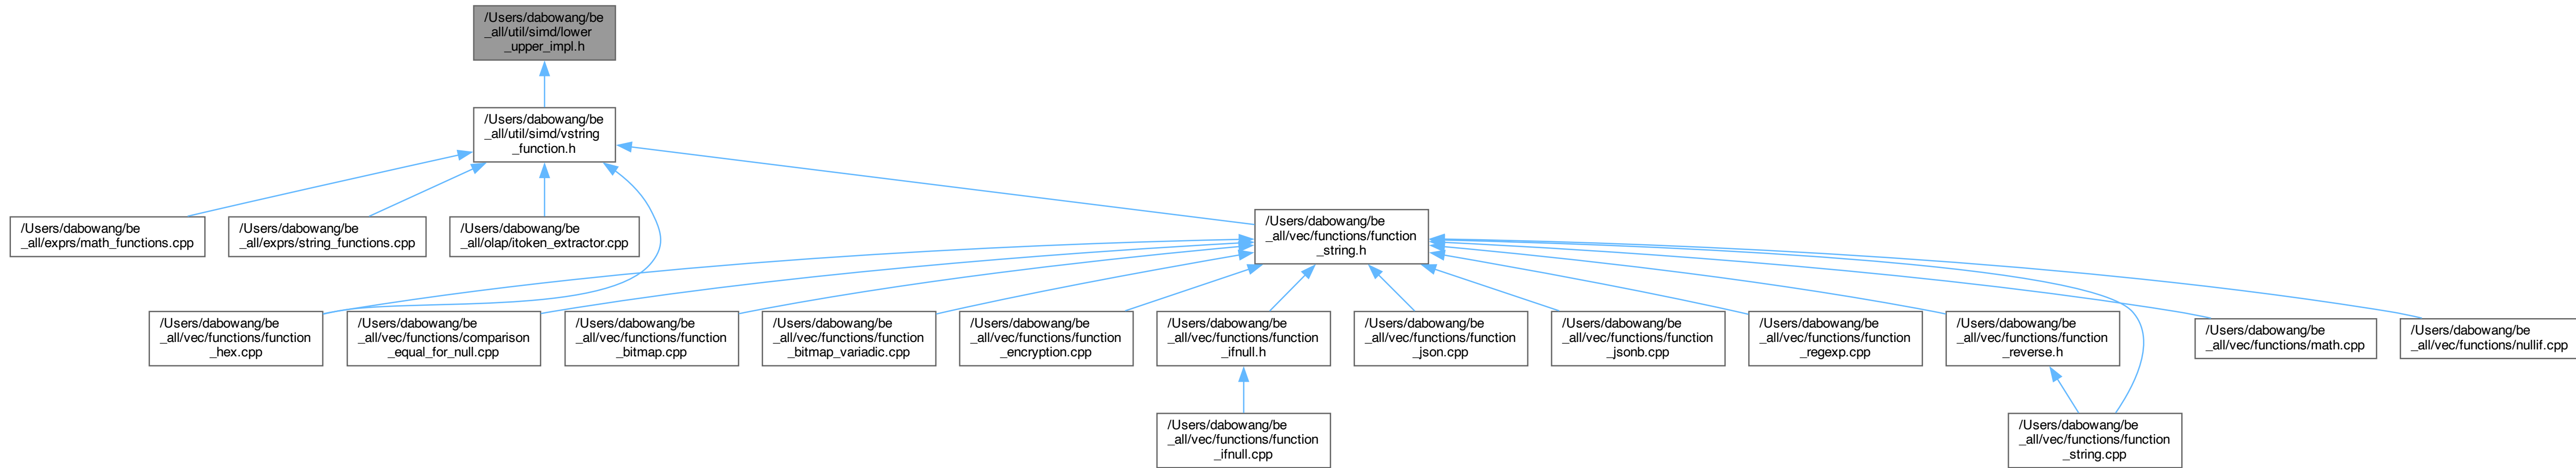 /Users/dabowang/be
_all/util/simd/lower
_upper_impl.h
/Users/dabowang/be
_all/util/simd/vstring
_function.h
/Users/dabowang/be
_all/exprs/math_functions.cpp
/Users/dabowang/be
_all/exprs/string_functions.cpp
/Users/dabowang/be
_all/olap/itoken_extractor.cpp
/Users/dabowang/be
_all/vec/functions/function
_string.h
/Users/dabowang/be
_all/vec/functions/function
_hex.cpp
/Users/dabowang/be
_all/vec/functions/comparison
_equal_for_null.cpp
/Users/dabowang/be
_all/vec/functions/function
_bitmap.cpp
/Users/dabowang/be
_all/vec/functions/function
_bitmap_variadic.cpp
/Users/dabowang/be
_all/vec/functions/function
_encryption.cpp
/Users/dabowang/be
_all/vec/functions/function
_ifnull.h
/Users/dabowang/be
_all/vec/functions/function
_json.cpp
/Users/dabowang/be
_all/vec/functions/function
_jsonb.cpp
/Users/dabowang/be
_all/vec/functions/function
_regexp.cpp
/Users/dabowang/be
_all/vec/functions/function
_reverse.h
/Users/dabowang/be
_all/vec/functions/math.cpp
/Users/dabowang/be
_all/vec/functions/nullif.cpp
/Users/dabowang/be
_all/vec/functions/function
_ifnull.cpp
/Users/dabowang/be
_all/vec/functions/function
_string.cpp